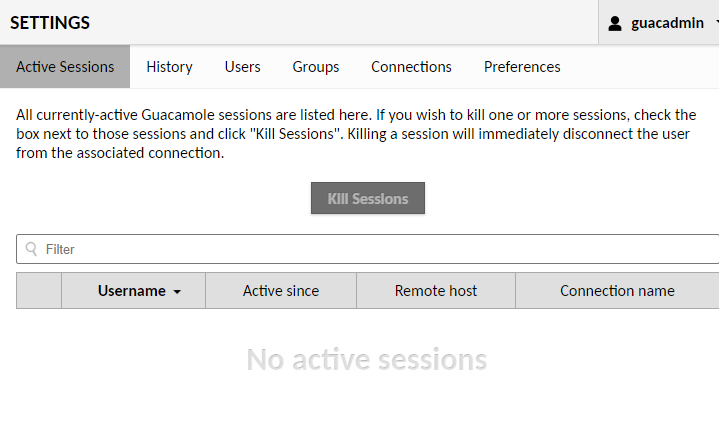 SETTINGS
guacadmin
Active Sessions History Users Groups Connections Preferences
All currently-active Guacamole sessions are listed here. If you wish to kill one or more sessions, check the
box next to those sessions and click "Kill Sessions". Killing a session will immediately disconnect the user
from the associated connection.
Kill Sessions
Filter
Username Active since Remote host Connection name
No active sessions